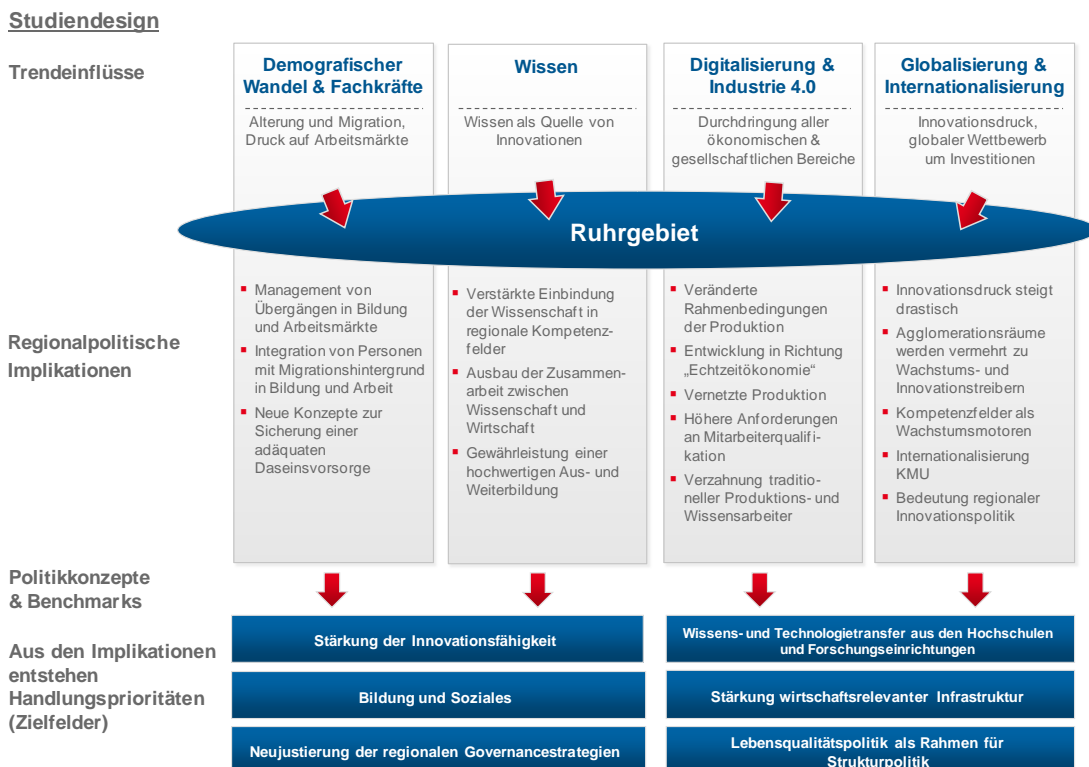 Studiendesign
Trendeinflüsse
Demografischer
Wandel & Fachkräfte
Alterung und Migration,
Druck auf Arbeitsmärkte
Wissen
Wissen als Quelle von
Innovationen
Digitalisierung &
Industrie 4.0
Durchdringung aller
ökonomischen &
gesellschaftlichen Bereiche
Globalisierung &
Internationalisierung
Innovationsdruck,
globaler Wettbewerb
um Investitionen
Ruhrgebiet
Regionalpolitische
Implikationen
▪ Management von
Übergängen in Bildung
und Arbeitsmärkte
▪ Integration von Personen
mit Migrationshintergrund
in Bildung und Arbeit
▪ Neue Konzepte zur
Sicherung einer
adäquaten
Daseinsvorsorge
▪ Verstärkte Einbindung
der Wissenschaft in
regionale Kompetenz-
felder
▪ Ausbau der Zusammen-
arbeit zwischen
Wissenschaft und
Wirtschaft
▪ Gewährleistung einer
hochwertigen Aus- und
Weiterbildung
▪ Veränderte
Rahmenbedingungen
der Produktion
▪ Entwicklung in Richtung
„Echtzeitökonomie“
▪ Vernetzte Produktion
▪ Höhere Anforderungen
an Mitarbeiterqualifi-
kation
▪ Verzahnung traditio-
neller Produktions- und
Wissensarbeiter
▪ Innovationsdruck steigt
drastisch
▪ Agglomerationsräume
werden vermehrt zu
Wachstums- und
Innovationstreibern
▪ Kompetenzfelder als
Wachstumsmotoren
▪ Internationalisierung
KMU
▪ Bedeutung regionaler
Innovationspolitik
Politikkonzepte
& Benchmarks
Aus den Implikationen
entstehen
Handlungsprioritäten
(Zielfelder)
Stärkung der Innovationsfähigkeit
Wissens- und Technologietransfer aus den Hochschulen
und Forschungseinrichtungen
Bildung und Soziales
Stärkung wirtschaftsrelevanter Infrastruktur
Neujustierung der regionalen Governancestrategien
Lebensqualitätspolitik als Rahmen für
Strukturpolitik